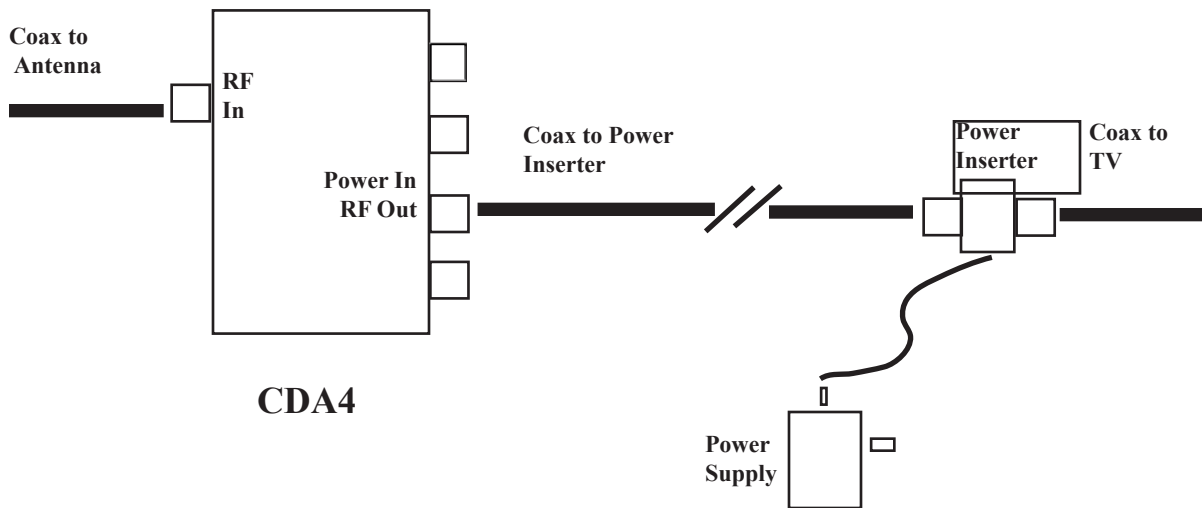 Coax to
Antenna
RF
In
Power In
RF Out
Coax to Power
Inserter
Power
Inserter
Coax to
TV
CDA4
Power
Supply